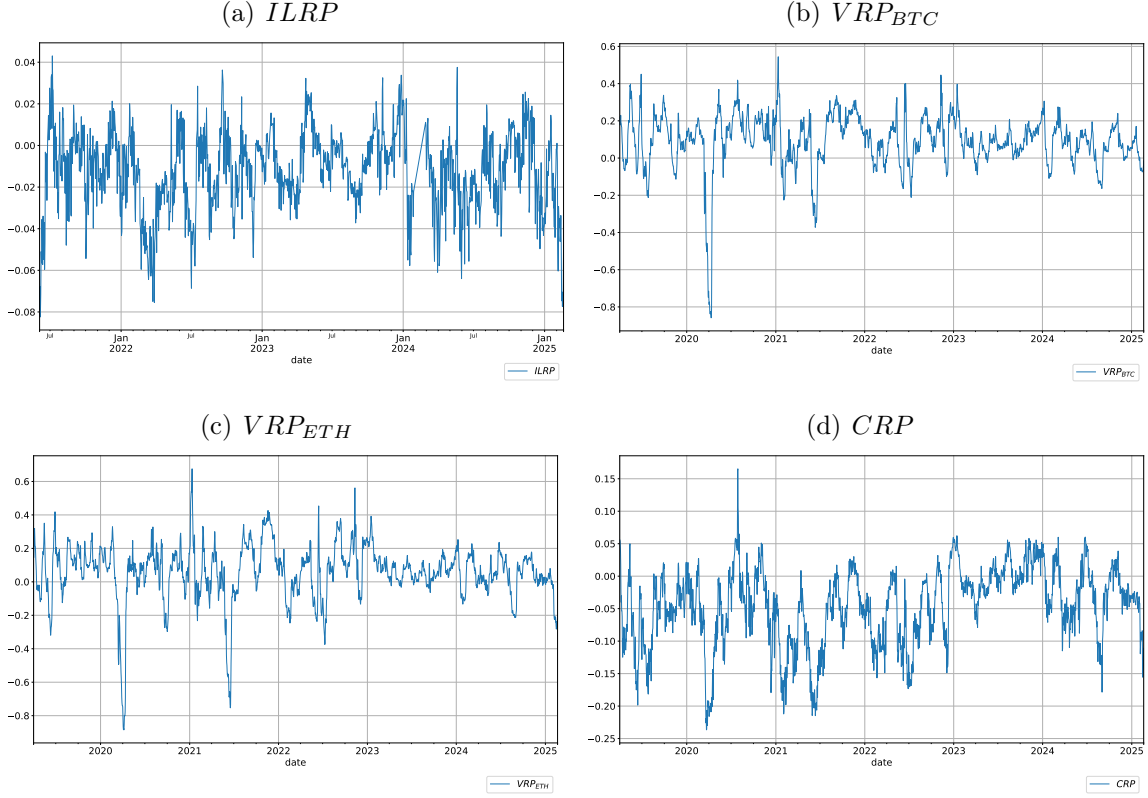 (a) ILRP
0.04
0.02
0.00
−0.02
−0.04
−0.06
−0.08
Jul Jan Jul Jan Jul Jan Jul Jan
2022 2023 2024 2025
date
ILRP
(b) VRP_BTC
0.6
0.4
0.2
0.0
−0.2
−0.4
−0.6
−0.8
2020 2021 2022 2023 2024 2025
date
VRP_BTC
(c) VRP_ETH
0.6
0.4
0.2
0.0
−0.2
−0.4
−0.6
−0.8
2020 2021 2022 2023 2024 2025
date
VRP_ETH
(d) CRP
0.15
0.10
0.05
0.00
−0.05
−0.10
−0.15
−0.20
−0.25
2020 2021 2022 2023 2024 2025
date
CRP